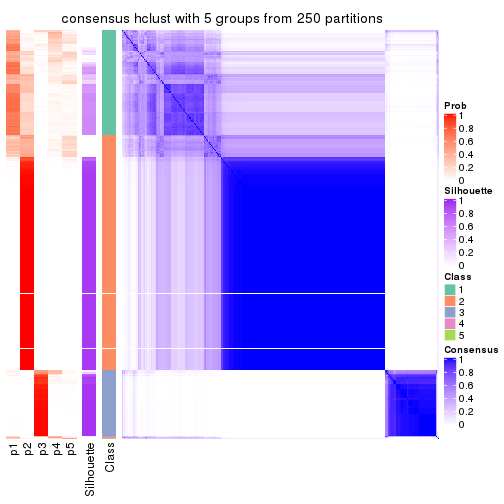 consensus hclust with 5 groups from 250 partitions
Prob
1
0.8
0.6
0.4
0.2
0
Silhouette
1
0.8
0.6
0.4
0.2
0
Class
1
2
3
4
5
Consensus
1
0.8
0.6
0.4
0.2
0
p1
p2
p3
p4
p5
Silhouette
Class